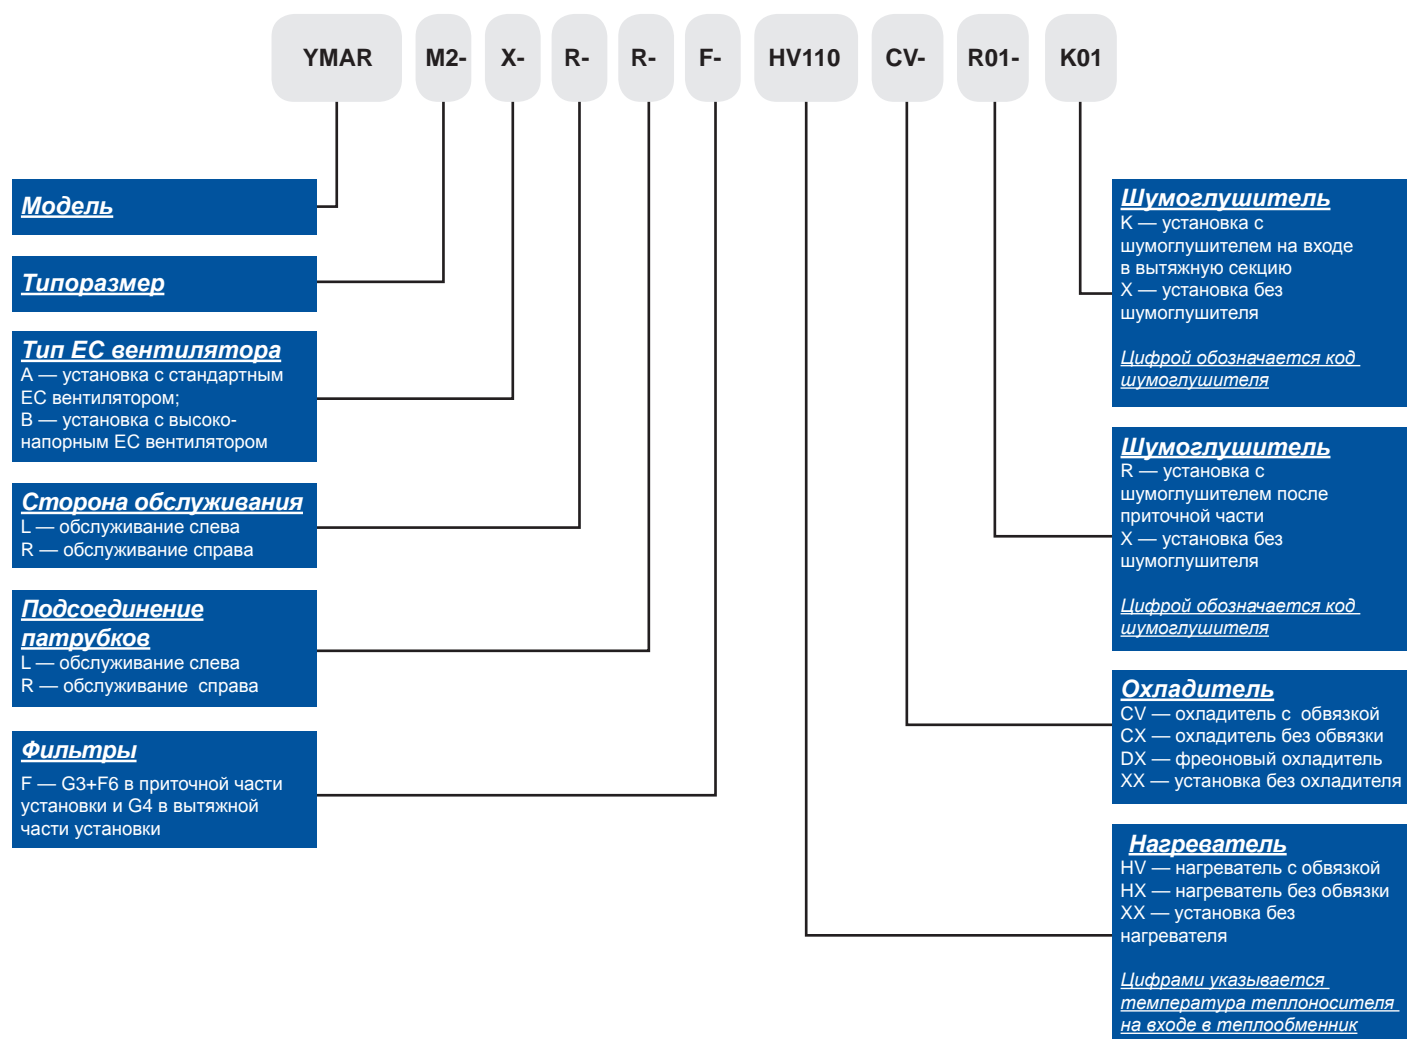 YMAR M2- X- R- R- F- HV110 CV- R01- K01
Модель
Типоразмер
Тип ЕС вентилятора
А — установка с стандартным
ЕС вентилятором;
В — установка с высоко-
напорным ЕС вентилятором
Сторона обслуживания
L — обслуживание слева
R — обслуживание справа
Подсоединение
патрубков
L — обслуживание слева
R — обслуживание справа
Фильтры
F — G3+F6 в приточной части
установки и G4 в вытяжной
части установки
Шумоглушитель
K — установка с
шумоглушителем на входе
в вытяжную секцию
X — установка без
шумоглушителя
Цифрой обозначается код
шумоглушителя
Шумоглушитель
R — установка с
шумоглушителем после
приточной части
X — установка без
шумоглушителя
Цифрой обозначается код
шумоглушителя
Охладитель
CV — охладитель с обвязкой
CX — охладитель без обвязки
DX — фреоновый охладитель
XX — установка без охладителя
Нагреватель
HV — нагреватель с обвязкой
HX — нагреватель без обвязки
XX — установка без
нагревателя
Цифрами указывается
температура теплоносителя
на входе в теплообменник